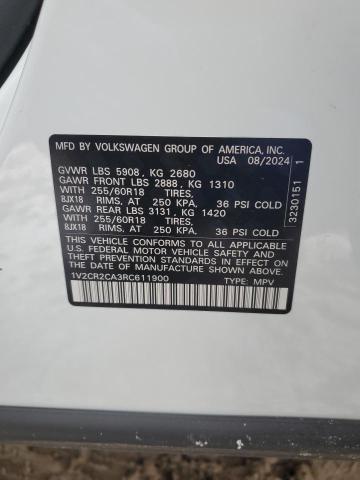 MFD BY VOLKSWAGEN GROUP OF AMERICA, INC.
USA 08/2024
GVWR LBS 5908, KG 2680
GAWR FRONT LBS 2888, KG 1310
WITH 255/60R18 TIRES,
8JX18 RIMS, AT 250 KPA, 36 PSI COLD
GAWR REAR LBS 3131, KG 1420
WITH 255/60R18 TIRES,
8JX18 RIMS, AT 250 KPA, 36 PSI COLD
THIS VEHICLE CONFORMS TO ALL APPLICABLE
U.S. FEDERAL MOTOR VEHICLE SAFETY AND
THEFT PREVENTION STANDARDS IN EFFECT ON
THE DATE OF MANUFACTURE SHOWN ABOVE.
1V2CR2CA3RC611900 TYPE: MPV
3230151 1